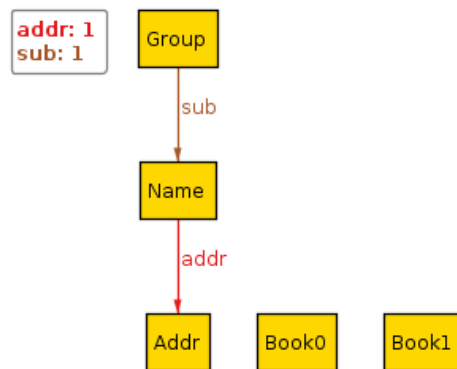 addr: 1
sub: 1
Group
sub
Name
addr
Addr
Book0
Book1